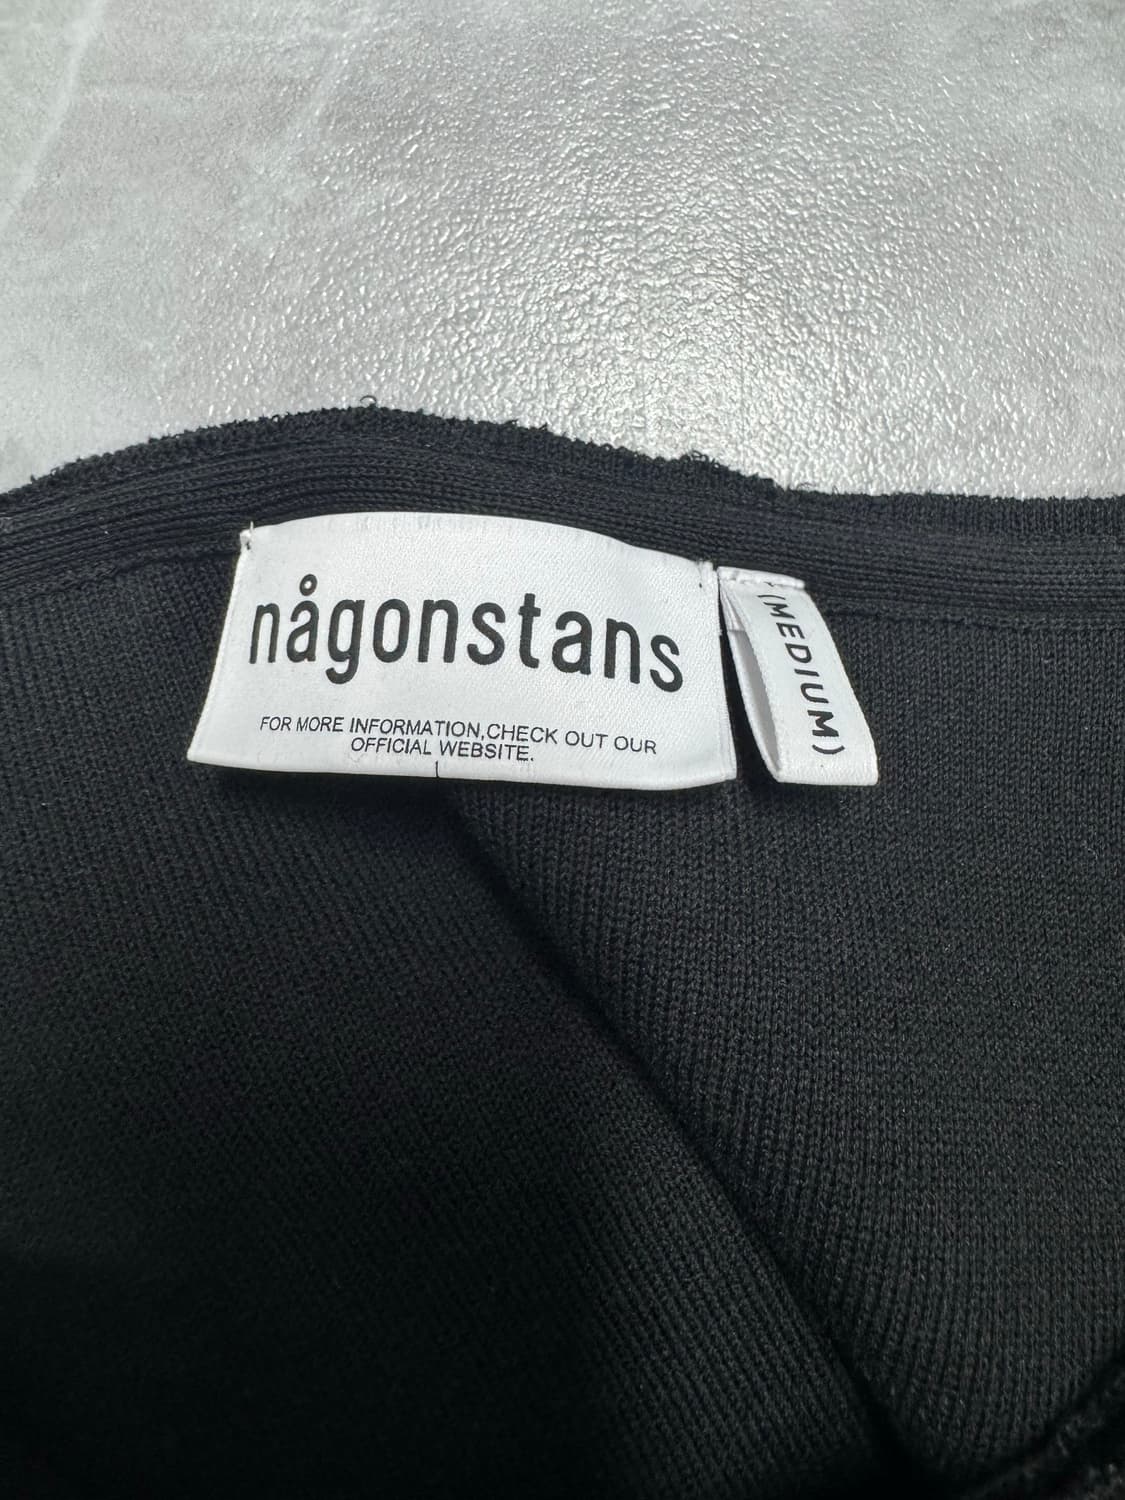 någonstans
FOR MORE INFORMATION,CHECK OUT OUR
OFFICIAL WEBSITE.
(MEDIUM)